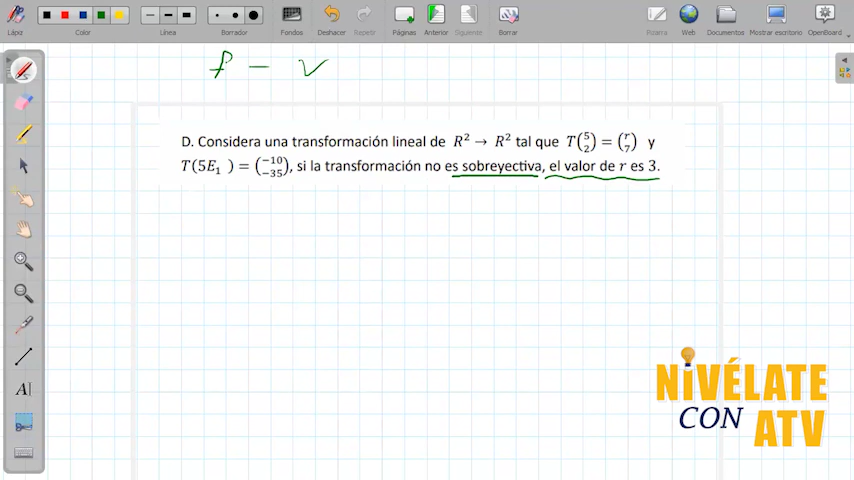 Lápiz
Color
Línea
Borrador
Fondos
Deshacer
Repetir
Páginas
Anterior
Siguiente
Borrar
Pizarra
Web
Documentos
Mostrar escritorio
OpenBoard
f — v
D. Considera una transformación lineal de R² → R² tal que T(5 2) = (r 7) y
T(5E₁ ) = (−10 −35), si la transformación no es sobreyectiva, el valor de r es 3.
AI
NIVÉLATE
CON
ATV